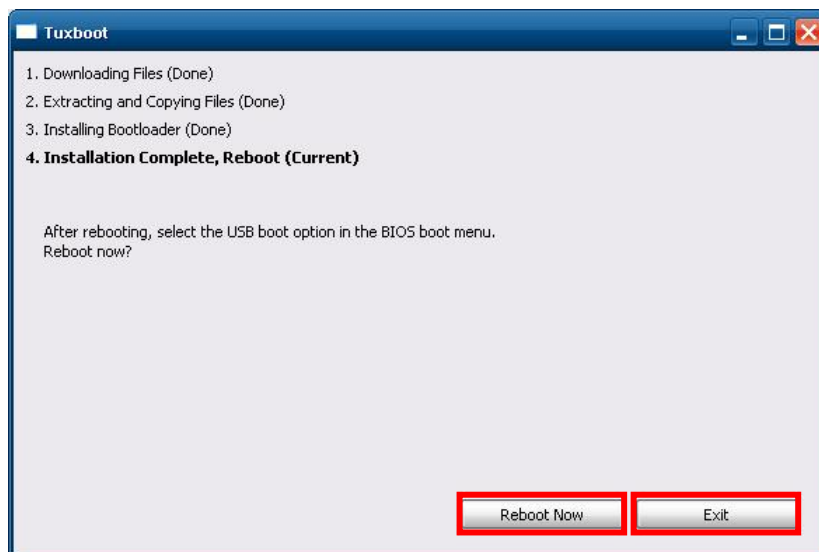 Tuxboot
1. Downloading Files (Done)
2. Extracting and Copying Files (Done)
3. Installing Bootloader (Done)
4. Installation Complete, Reboot (Current)
After rebooting, select the USB boot option in the BIOS boot menu.
Reboot now?
Reboot Now
Exit